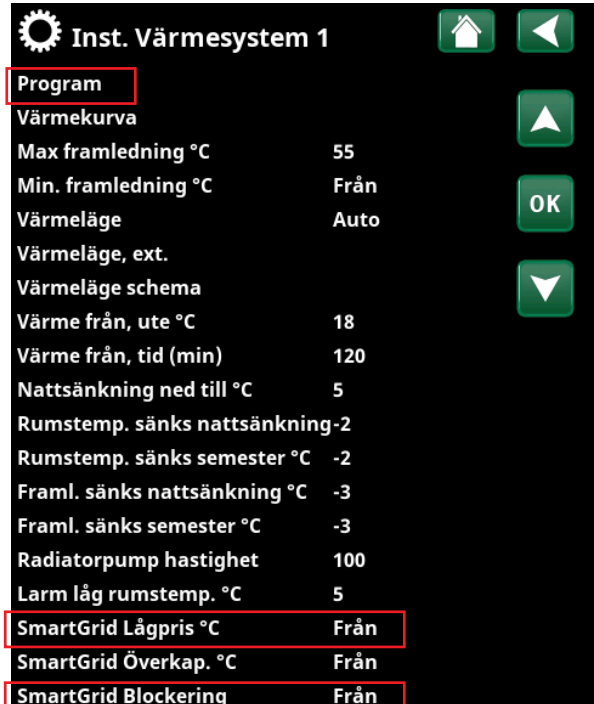 Inst. Värmesystem 1
Program
Värmekurva
Max framledning °C 55
Min. framledning °C Från
OK
Värmeläge Auto
Värmeläge, ext.
Värmeläge schema
Värme från, ute °C 18
Värme från, tid (min) 120
Nattsänkning ned till °C 5
Rumstemp. sänks nattsänkning-2
Rumstemp. sänks semester °C -2
Framl. sänks nattsänkning °C -3
Framl. sänks semester °C -3
Radiatorpump hastighet 100
Larm låg rumstemp. °C 5
SmartGrid Lågpris °C Från
SmartGrid Överkap. °C Från
SmartGrid Blockering Från